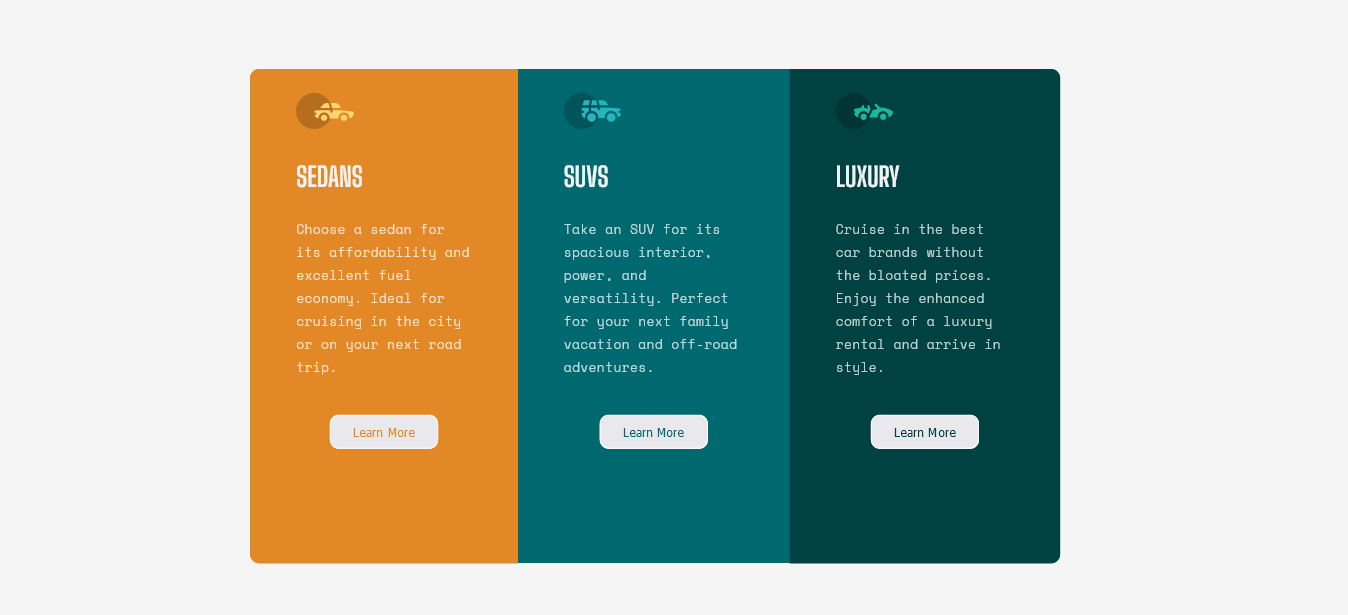 SEDANS
Choose a sedan for
its affordability and
excellent fuel
economy. Ideal for
cruising in the city
or on your next road
trip.
Learn More
SUVS
Take an SUV for its
spacious interior,
power, and
versatility. Perfect
for your next family
vacation and off-road
adventures.
Learn More
LUXURY
Cruise in the best
car brands without
the bloated prices.
Enjoy the enhanced
comfort of a luxury
rental and arrive in
style.
Learn More